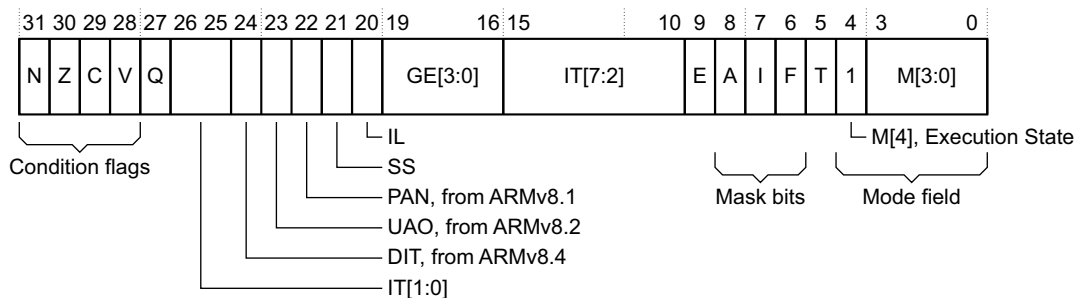 31 30 29 28 27 26 25 24 23 22 21 20 19 16 15 10 9 8 7 6 5 4 3 0
N Z C V Q GE[3:0] IT[7:2] E A I F T 1 M[3:0]
IL M[4], Execution State
Condition flags SS
PAN, from ARMv8.1 Mask bits Mode field
UAO, from ARMv8.2
DIT, from ARMv8.4
IT[1:0]